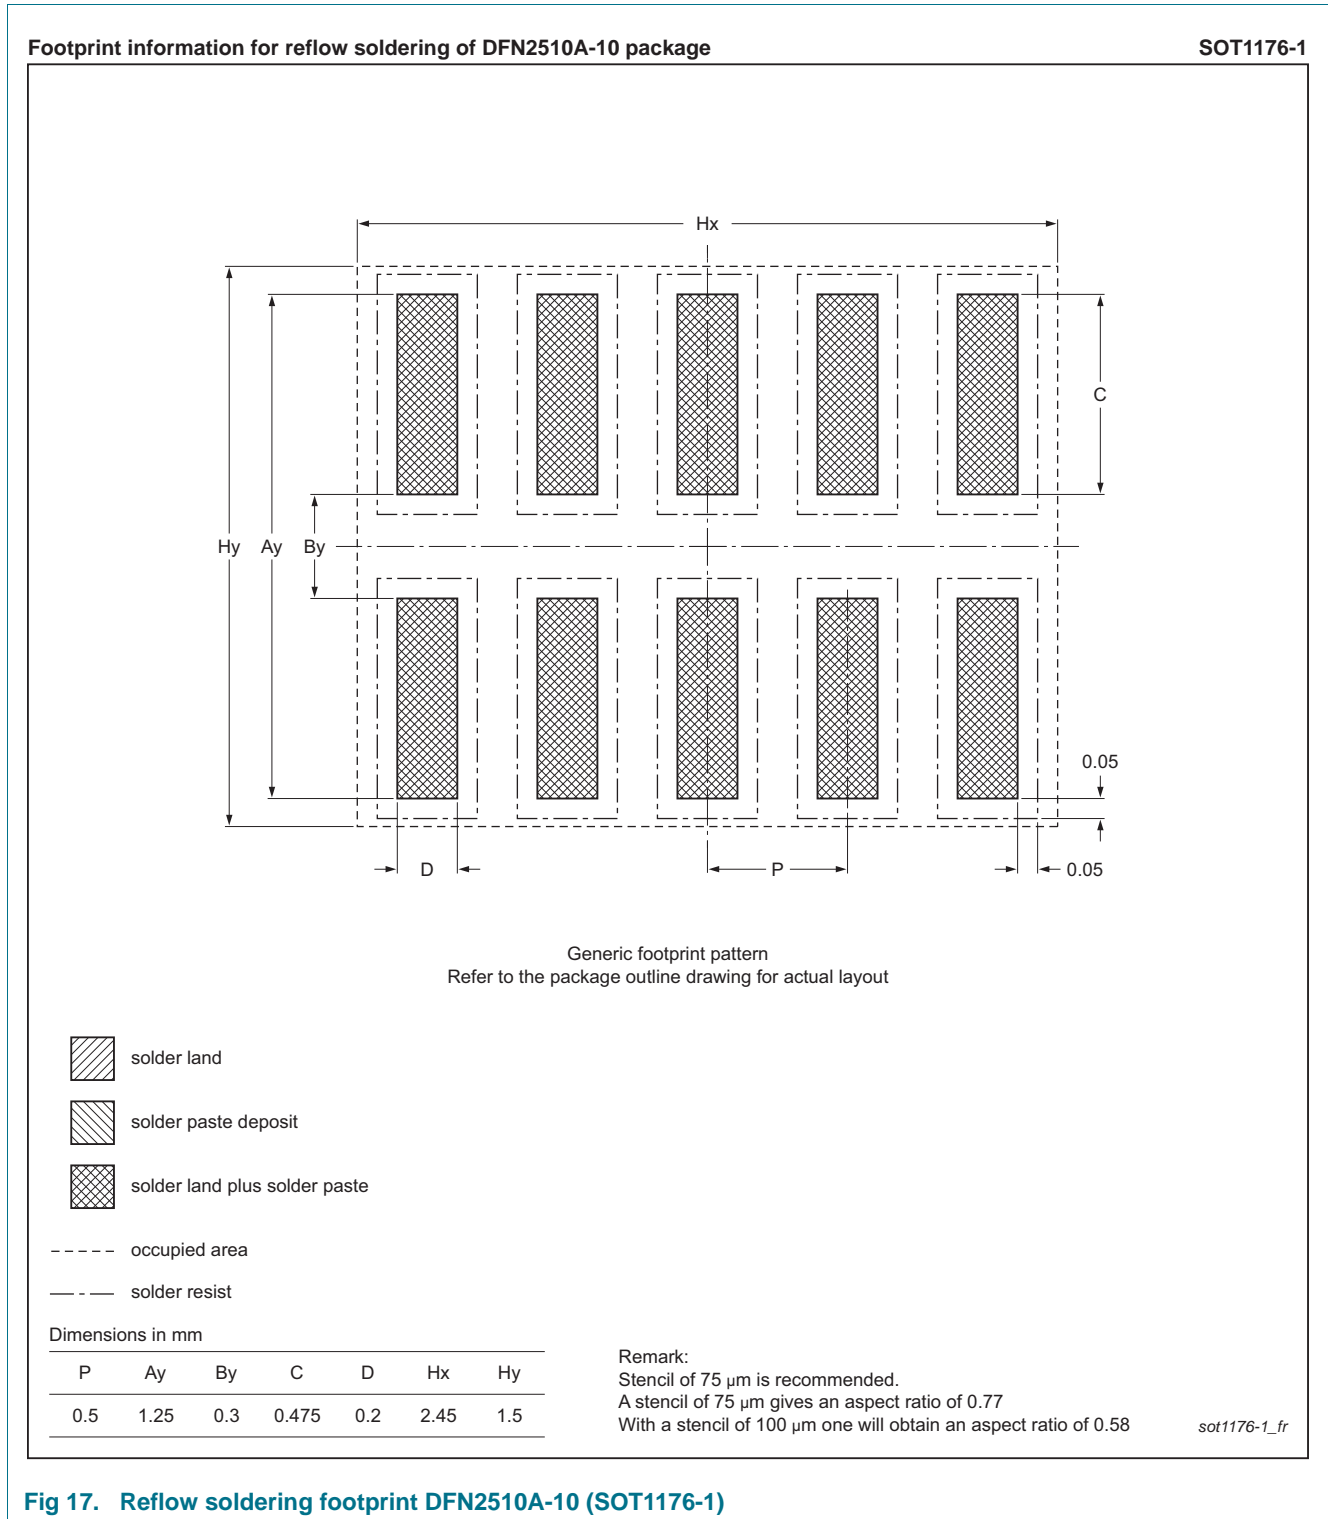 Footprint information for reflow soldering of DFN2510A-10 package SOT1176-1
Hx
C
Hy Ay By
0.05
D P 0.05
Generic footprint pattern
Refer to the package outline drawing for actual layout
solder land
solder paste deposit
solder land plus solder paste
occupied area
solder resist
Dimensions in mm
P Ay By C D Hx Hy
0.5 1.25 0.3 0.475 0.2 2.45 1.5
Remark:
Stencil of 75 μm is recommended.
A stencil of 75 μm gives an aspect ratio of 0.77
With a stencil of 100 μm one will obtain an aspect ratio of 0.58
sot1176-1_fr
Fig 17. Reflow soldering footprint DFN2510A-10 (SOT1176-1)